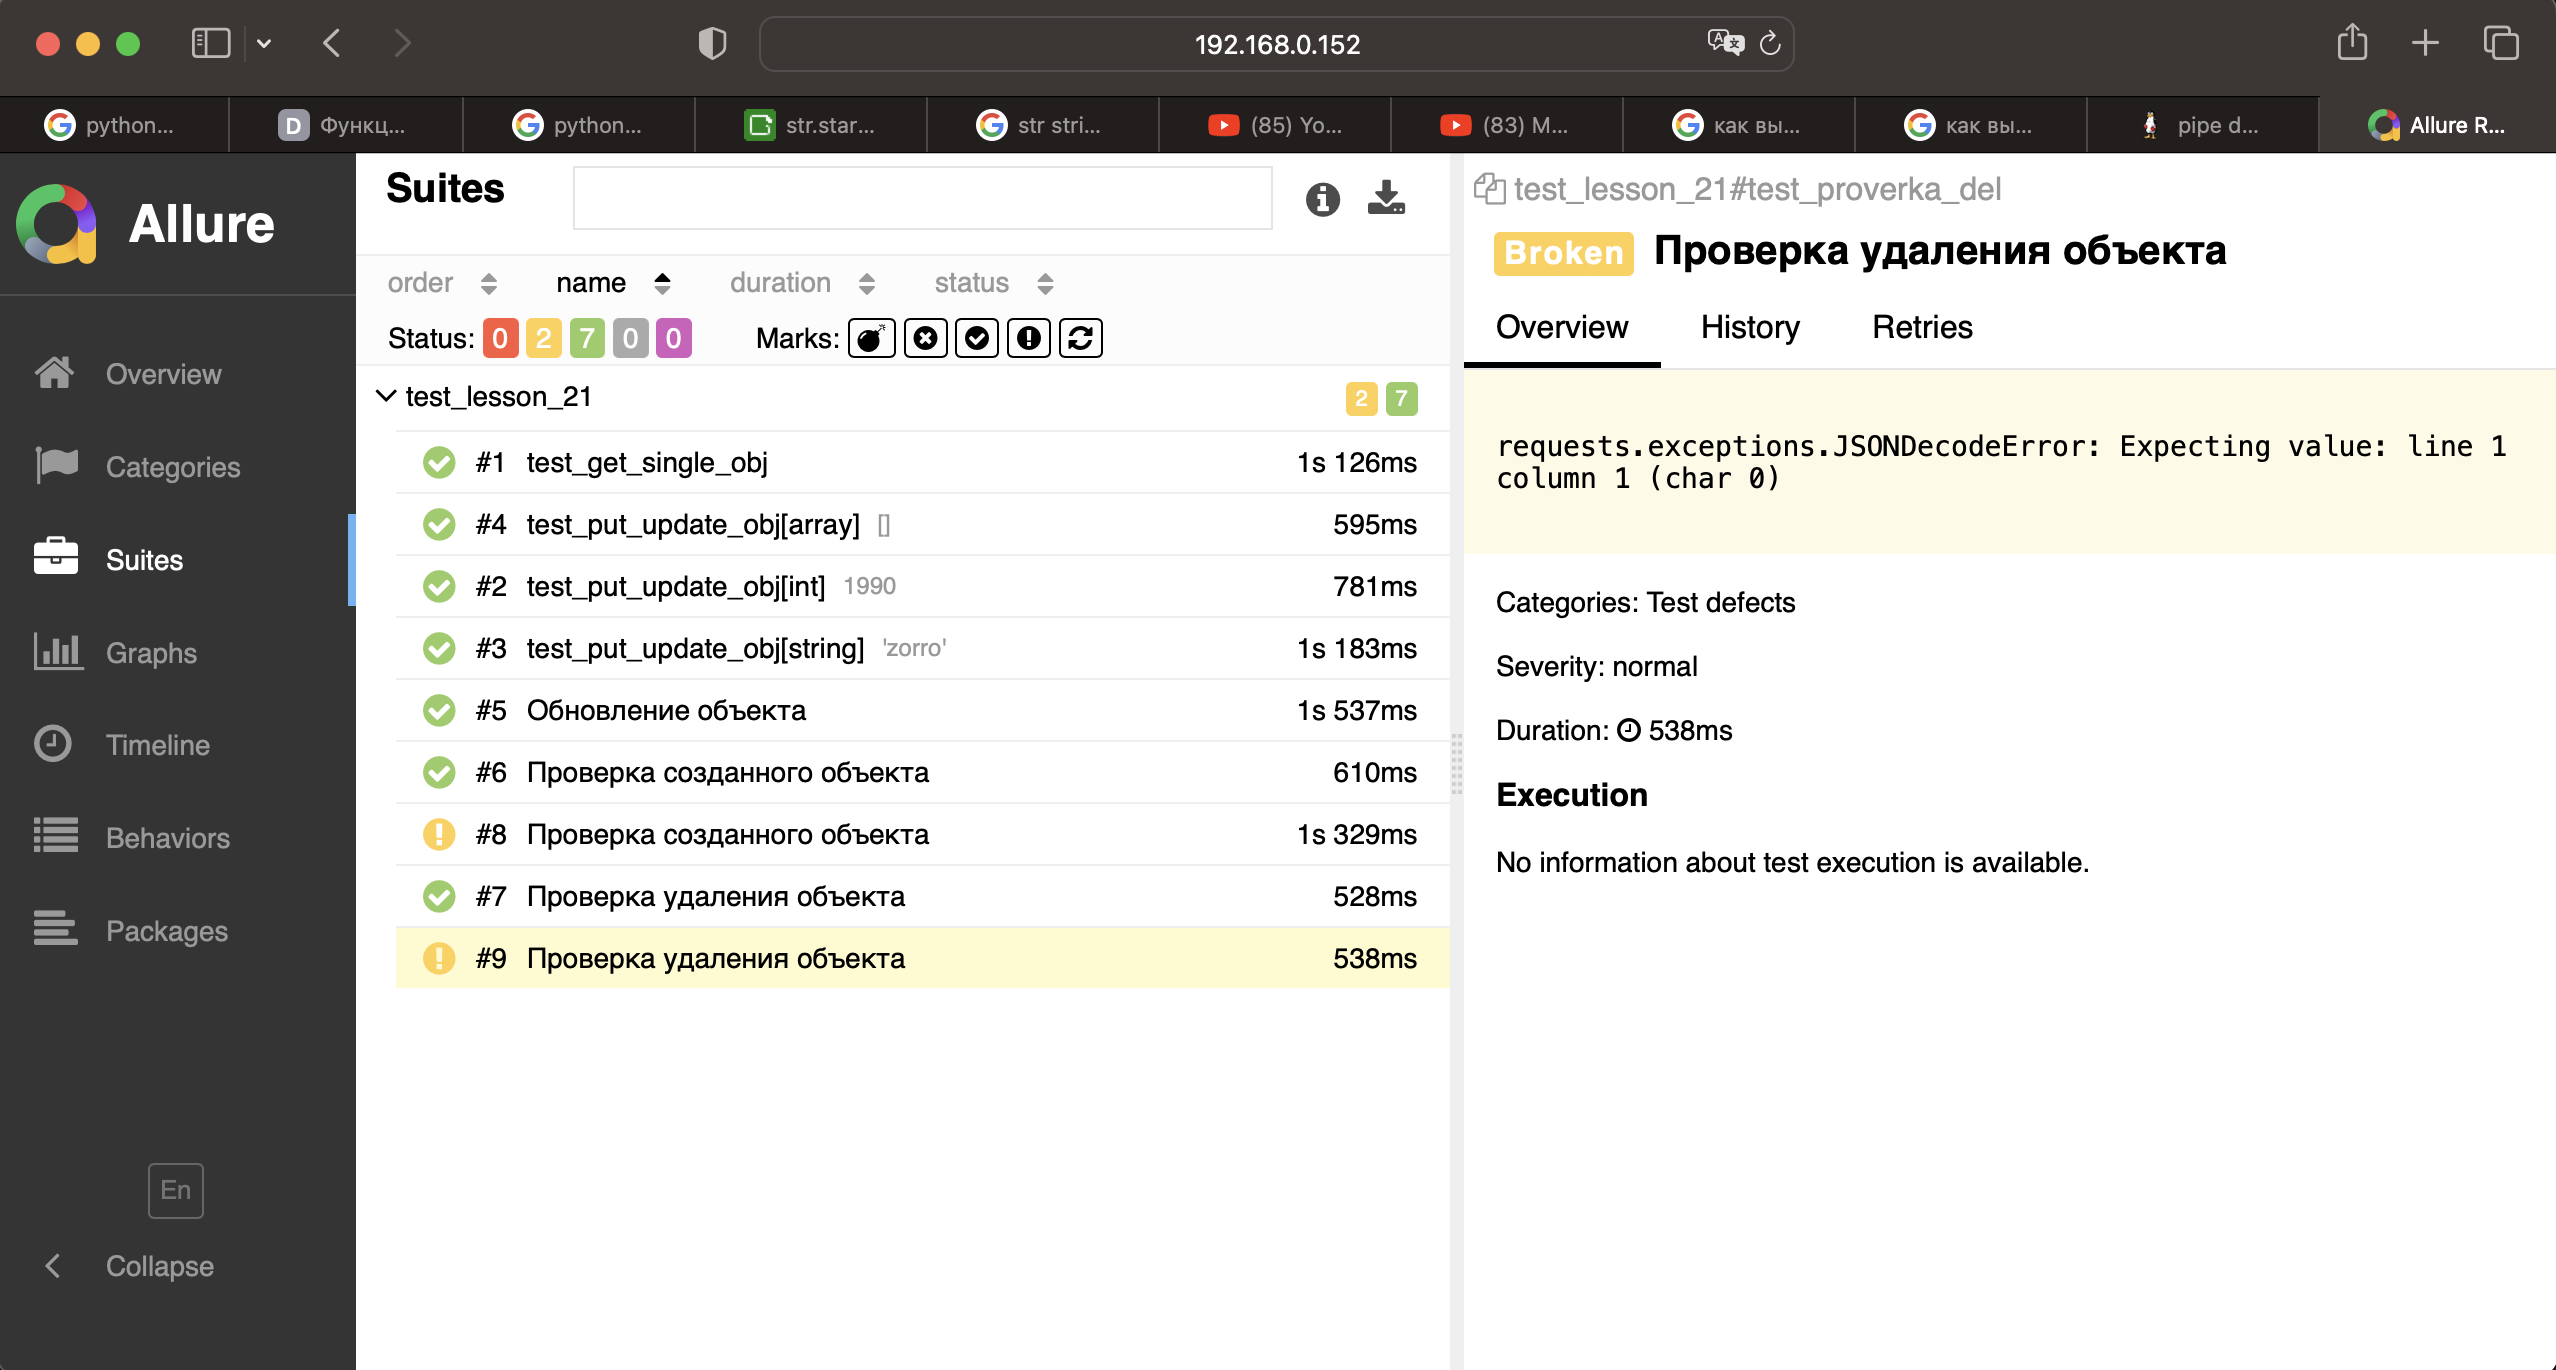 192.168.0.152
python...
D Функц...
python...
str.star...
str stri...
(85) Yo...
(83) M...
как вы...
как вы...
pipe d...
Allure R...
Allure
Overview
Categories
Suites
Graphs
Timeline
Behaviors
Packages
En
Collapse
Suites
order name duration status
Status: 0 2 7 0 0 Marks:
test_lesson_21 2 7
#1 test_get_single_obj 1s 126ms
#4 test_put_update_obj[array] [] 595ms
#2 test_put_update_obj[int] 1990 781ms
#3 test_put_update_obj[string] 'zorro' 1s 183ms
#5 Обновление объекта 1s 537ms
#6 Проверка созданного объекта 610ms
#8 Проверка созданного объекта 1s 329ms
#7 Проверка удаления объекта 528ms
#9 Проверка удаления объекта 538ms
test_lesson_21#test_proverka_del
Broken Проверка удаления объекта
Overview History Retries
requests.exceptions.JSONDecodeError: Expecting value: line 1
column 1 (char 0)
Categories: Test defects
Severity: normal
Duration: 538ms
Execution
No information about test execution is available.